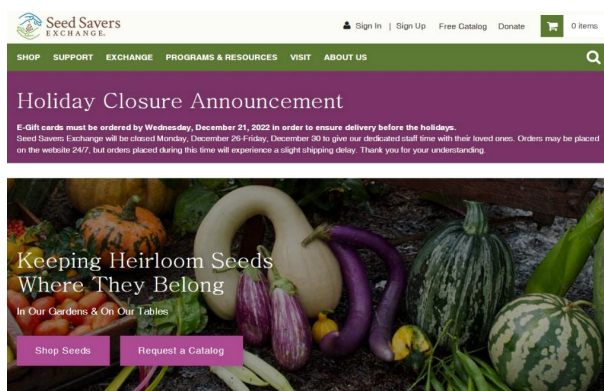 Seed Savers
EXCHANGE.
Sign In | Sign Up Free Catalog Donate 0 items
SHOP SUPPORT EXCHANGE PROGRAMS & RESOURCES VISIT ABOUT US
Holiday Closure Announcement
E-Gift cards must be ordered by Wednesday, December 21, 2022 in order to ensure delivery before the holidays.
Seed Savers Exchange will be closed Monday, December 26-Friday, December 30 to give our dedicated staff time with their loved ones. Orders may be placed
on the website 24/7, but orders placed during this time will experience a slight shipping delay. Thank you for your understanding.
Keeping Heirloom Seeds
Where They Belong
In Our Gardens & On Our Tables
Shop Seeds Request a Catalog